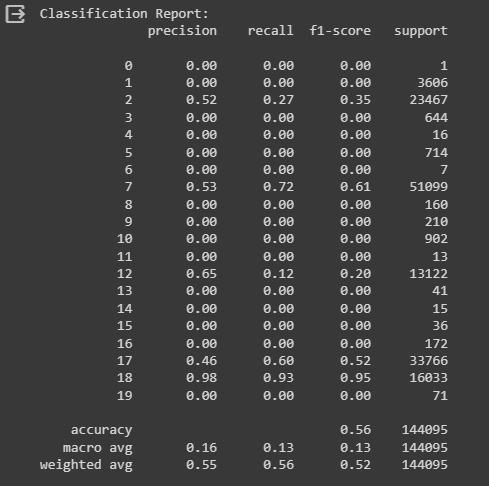 Classification Report:
precision recall f1-score support
0 0.00 0.00 0.00 1
1 0.00 0.00 0.00 3606
2 0.52 0.27 0.35 23467
3 0.00 0.00 0.00 644
4 0.00 0.00 0.00 16
5 0.00 0.00 0.00 714
6 0.00 0.00 0.00 7
7 0.53 0.72 0.61 51099
8 0.00 0.00 0.00 160
9 0.00 0.00 0.00 210
10 0.00 0.00 0.00 902
11 0.00 0.00 0.00 13
12 0.65 0.12 0.20 13122
13 0.00 0.00 0.00 41
14 0.00 0.00 0.00 15
15 0.00 0.00 0.00 36
16 0.00 0.00 0.00 172
17 0.46 0.60 0.52 33766
18 0.98 0.93 0.95 16033
19 0.00 0.00 0.00 71
accuracy 0.56 144095
macro avg 0.16 0.13 0.13 144095
weighted avg 0.55 0.56 0.52 144095